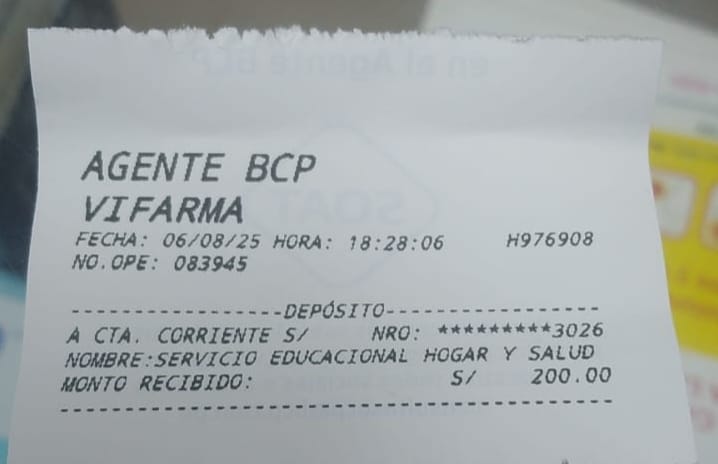 AGENTE BCP
VIFARMA
FECHA: 06/08/25 HORA: 18:28:06 H976908
NO.OPE: 083945
------------------DEPÓSITO------------------
A CTA. CORRIENTE S/ NRO: *********3026
NOMBRE:SERVICIO EDUCACIONAL HOGAR Y SALUD
MONTO RECIBIDO: S/ 200.00